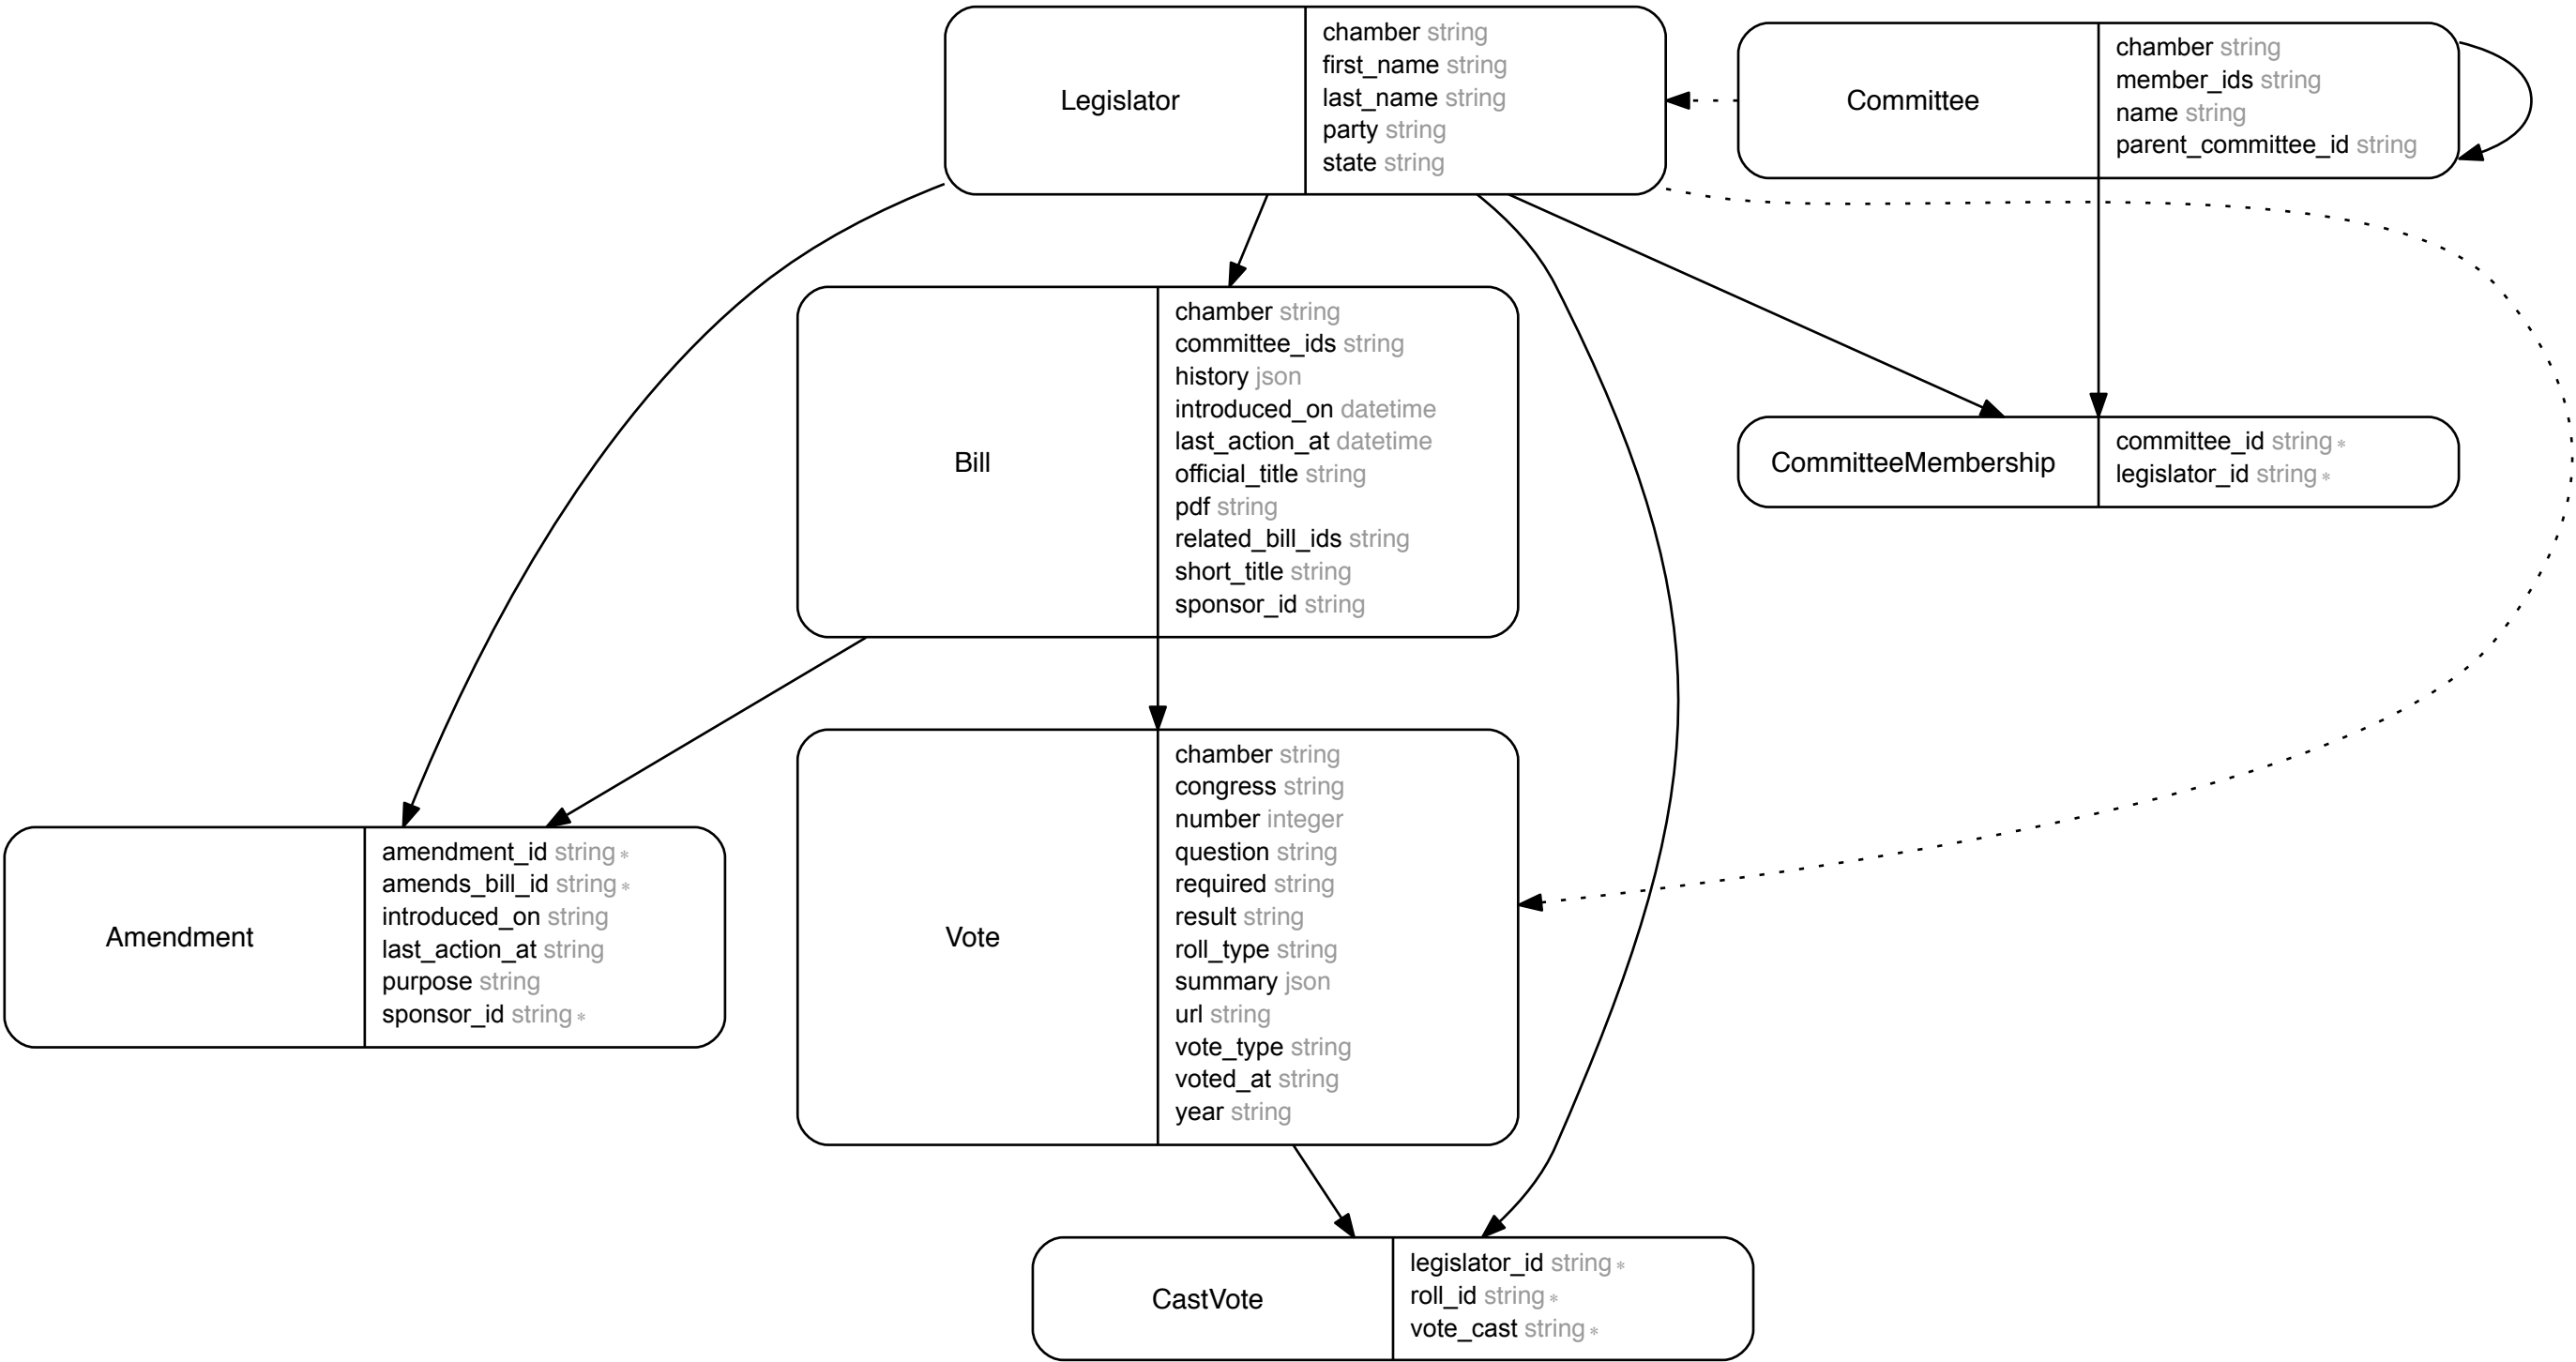 Legislator
chamber string
first_name string
last_name string
party string
state string
Committee
chamber string
member_ids string
name string
parent_committee_id string
Bill
chamber string
committee_ids string
history json
introduced_on datetime
last_action_at datetime
official_title string
pdf string
related_bill_ids string
short_title string
sponsor_id string
CommitteeMembership
committee_id string *
legislator_id string *
Amendment
amendment_id string *
amends_bill_id string *
introduced_on string
last_action_at string
purpose string
sponsor_id string *
Vote
chamber string
congress string
number integer
question string
required string
result string
roll_type string
summary json
url string
vote_type string
voted_at string
year string
CastVote
legislator_id string *
roll_id string *
vote_cast string *